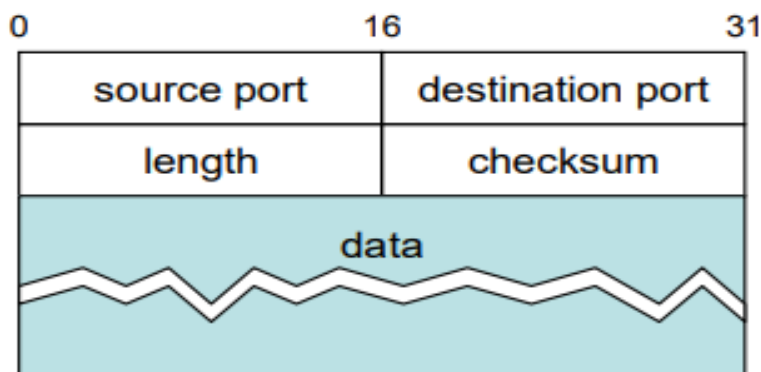 0 16 31
source port destination port
length checksum
data